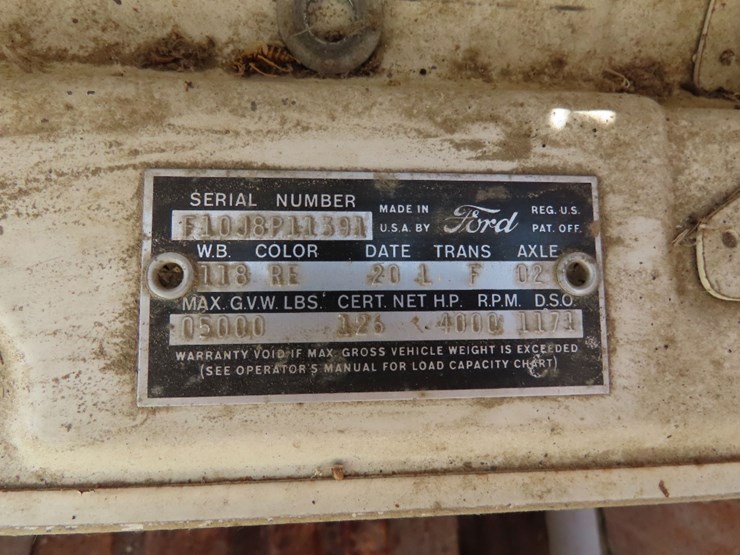 SERIAL NUMBER
MADE IN U.S.A. BY Ford REG. U.S. PAT. OFF.
F10J8P11391
W.B. COLOR DATE TRANS AXLE
118 RE 20 L F 02
MAX. G.V.W. LBS. CERT. NET H.P. R.P.M. D.S.O.
05000 126 4000 1171
WARRANTY VOID IF MAX. GROSS VEHICLE WEIGHT IS EXCEEDED
(SEE OPERATOR'S MANUAL FOR LOAD CAPACITY CHART)